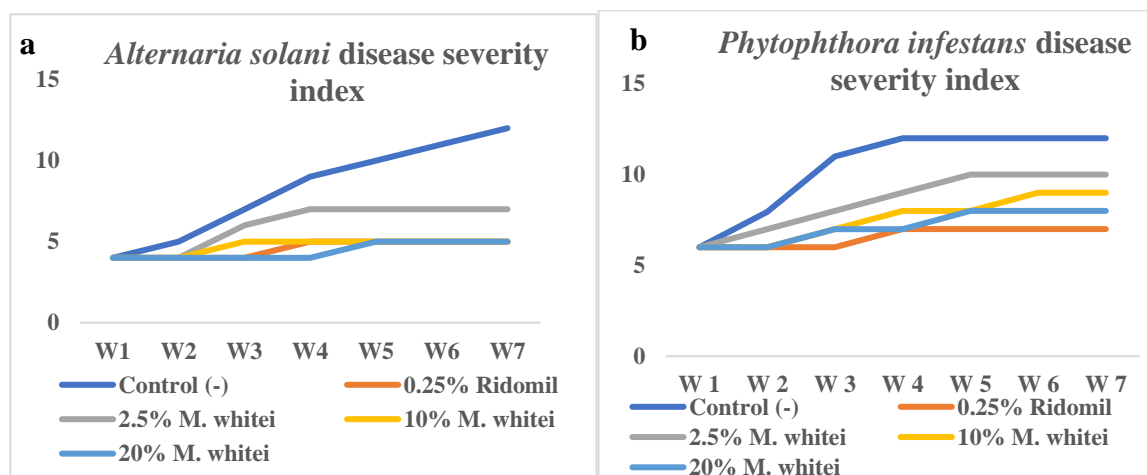 a
Alternaria solani disease severity
index
15
10
5
0
W1 W2 W3 W4 W5 W6 W7
Control (-) 0.25% Ridomil
2.5% M. whitei 10% M. whitei
20% M. whitei
b
Phytophthora infestans disease
severity index
15
10
5
0
W 1 W 2 W 3 W 4 W 5 W 6 W 7
Control (-) 0.25% Ridomil
2.5% M. whitei 10% M. whitei
20% M. whitei